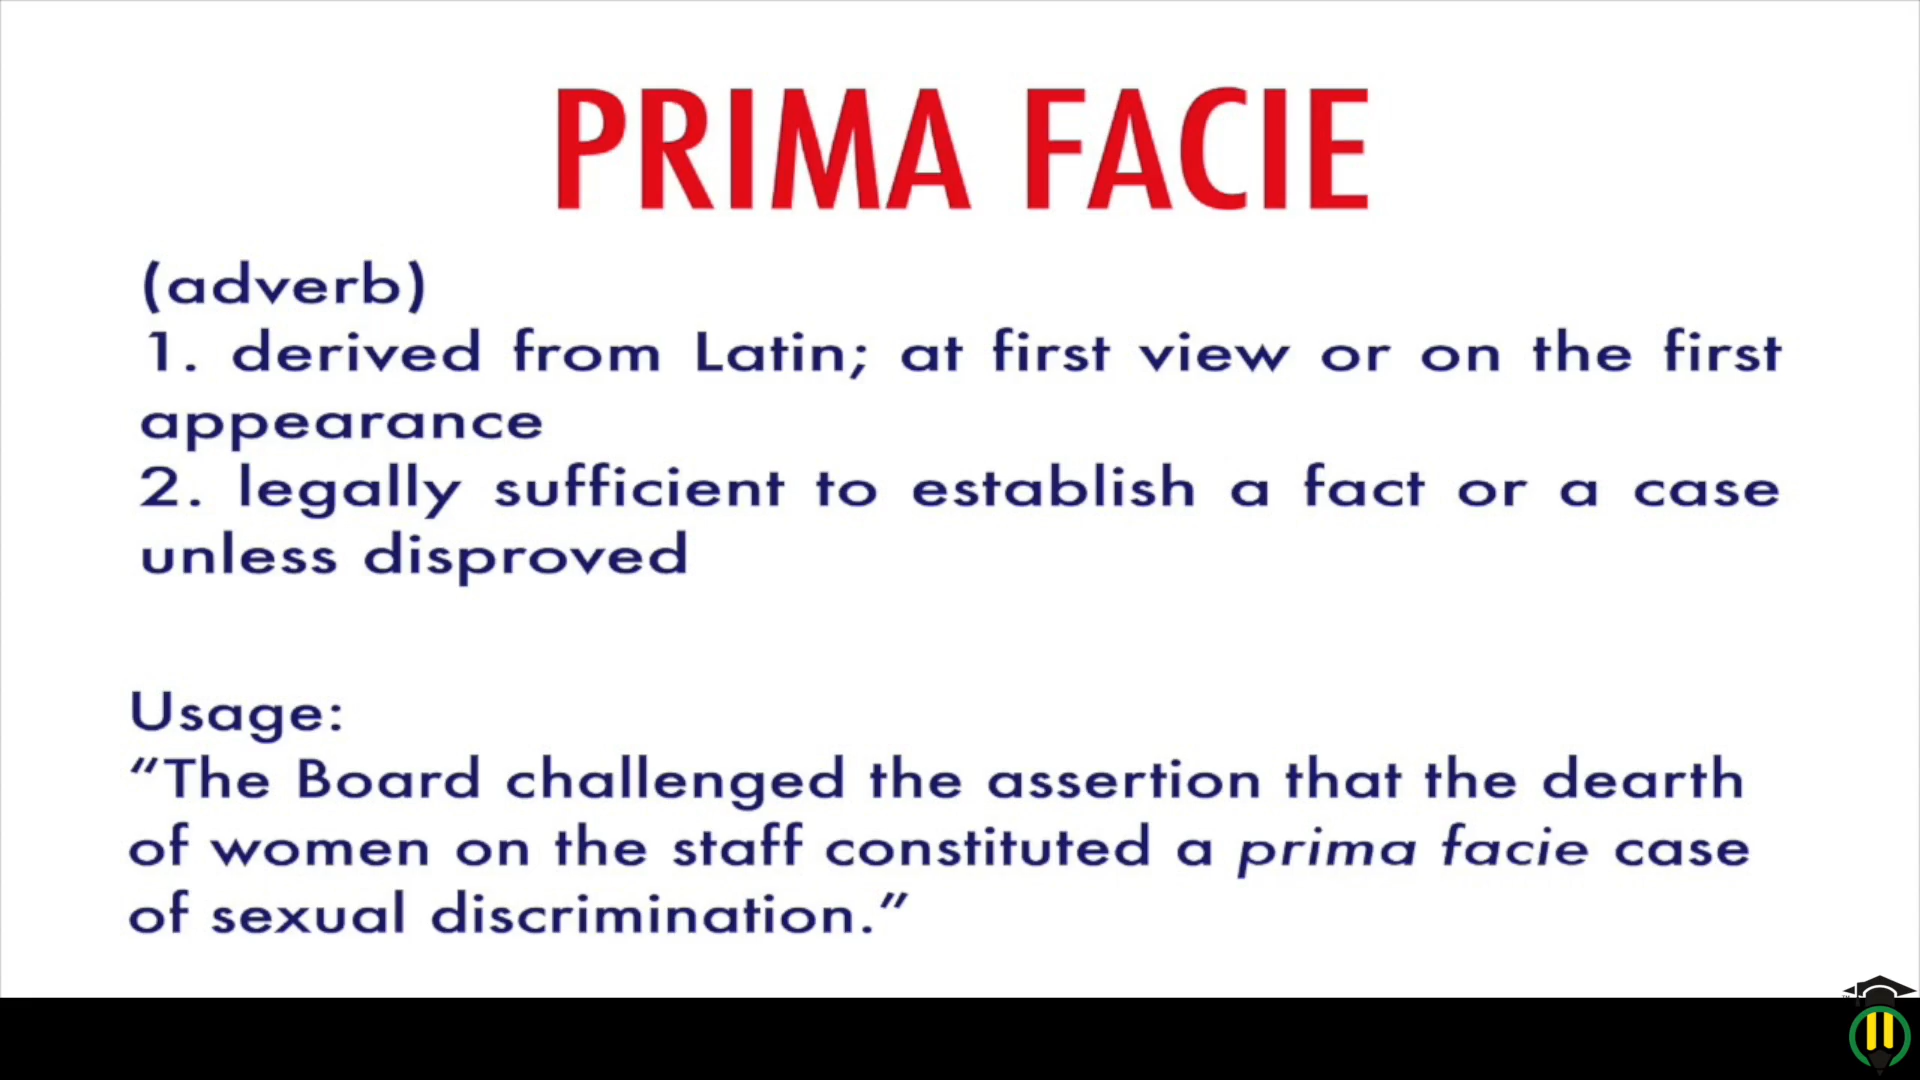 PRIMA FACIE
(adverb)
1. derived from Latin; at first view or on the first
appearance
2. legally sufficient to establish a fact or a case
unless disproved
Usage:
“The Board challenged the assertion that the dearth
of women on the staff constituted a prima facie case
of sexual discrimination.”